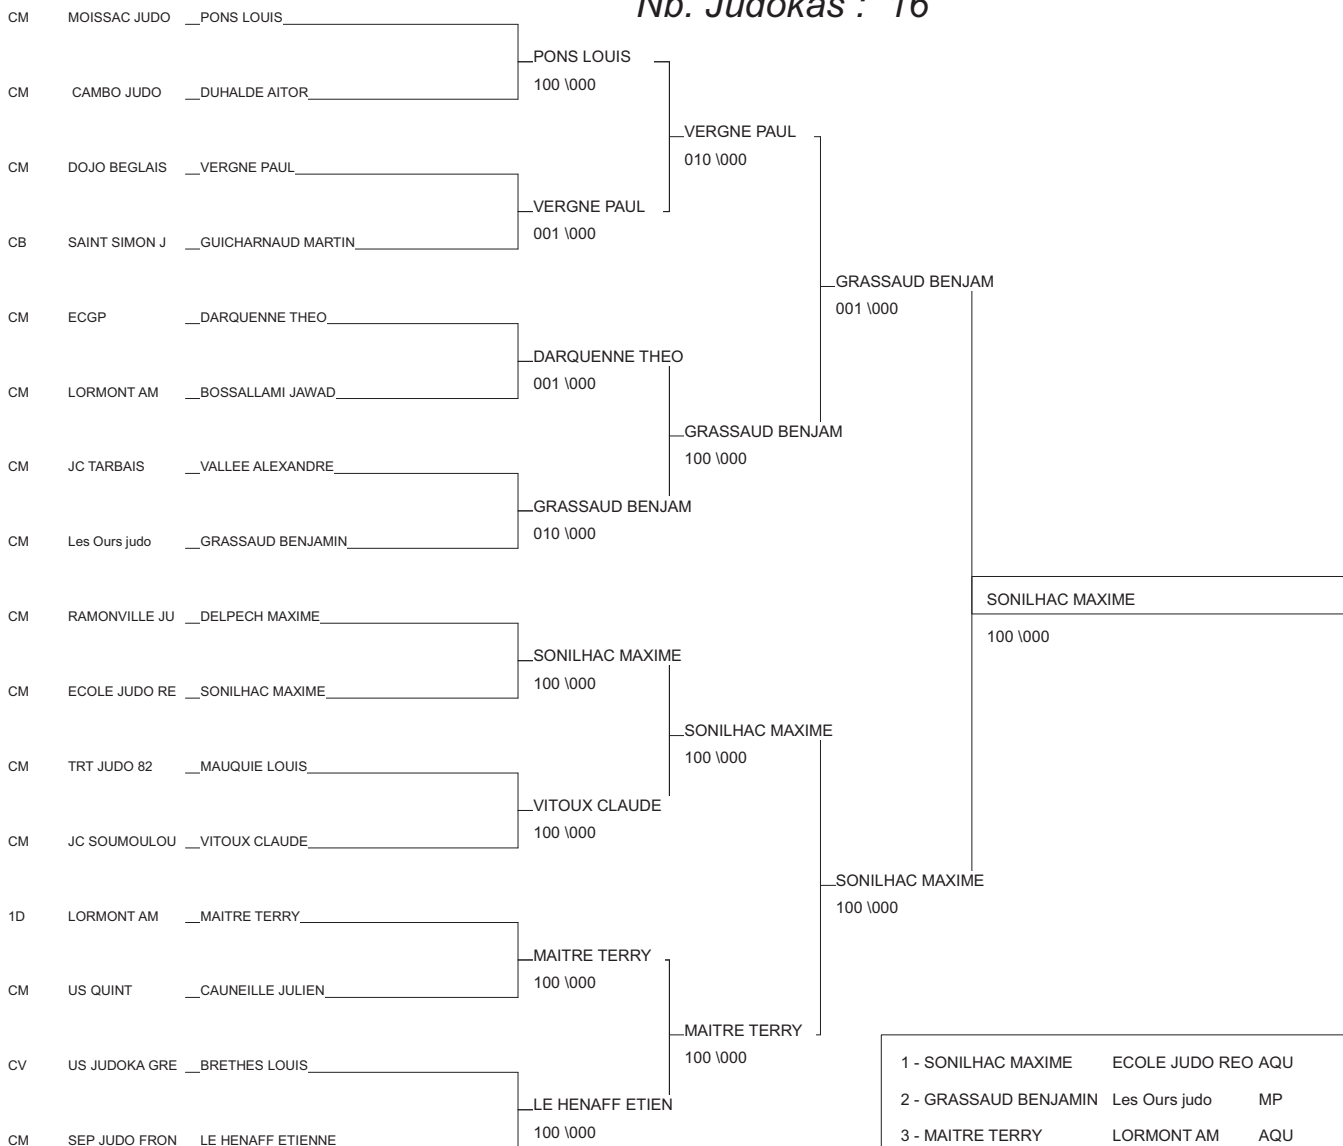 Nb. Judokas : 16
CM MOISSAC JUDO PONS LOUIS
PONS LOUIS
100 \000
CM CAMBO JUDO DUHALDE AITOR
VERGNE PAUL
010 \000
CM DOJO BEGLAIS VERGNE PAUL
VERGNE PAUL
001 \000
CB SAINT SIMON J GUICHARNAUD MARTIN
GRASSAUD BENJAM
001 \000
CM ECGP DARQUENNE THEO
DARQUENNE THEO
001 \000
CM LORMONT AM BOSSALLAMI JAWAD
GRASSAUD BENJAM
100 \000
CM JC TARBAIS VALLEE ALEXANDRE
GRASSAUD BENJAM
010 \000
CM Les Ours judo GRASSAUD BENJAMIN
SONILHAC MAXIME
100 \000
CM RAMONVILLE JU DELPECH MAXIME
SONILHAC MAXIME
100 \000
CM ECOLE JUDO RE SONILHAC MAXIME
SONILHAC MAXIME
100 \000
CM TRT JUDO 82 MAUQUIE LOUIS
VITOUX CLAUDE
100 \000
CM JC SOUMOULOU VITOUX CLAUDE
SONILHAC MAXIME
100 \000
1D LORMONT AM MAITRE TERRY
MAITRE TERRY
100 \000
CM US QUINT CAUNEILLE JULIEN
MAITRE TERRY
100 \000
CV US JUDOKA GRE BRETHES LOUIS
LE HENAFF ETIEN
100 \000
CM SEP JUDO FRON LE HENAFF ETIENNE
1 - SONILHAC MAXIME ECOLE JUDO REO AQU
2 - GRASSAUD BENJAMIN Les Ours judo MP
3 - MAITRE TERRY LORMONT AM AQU